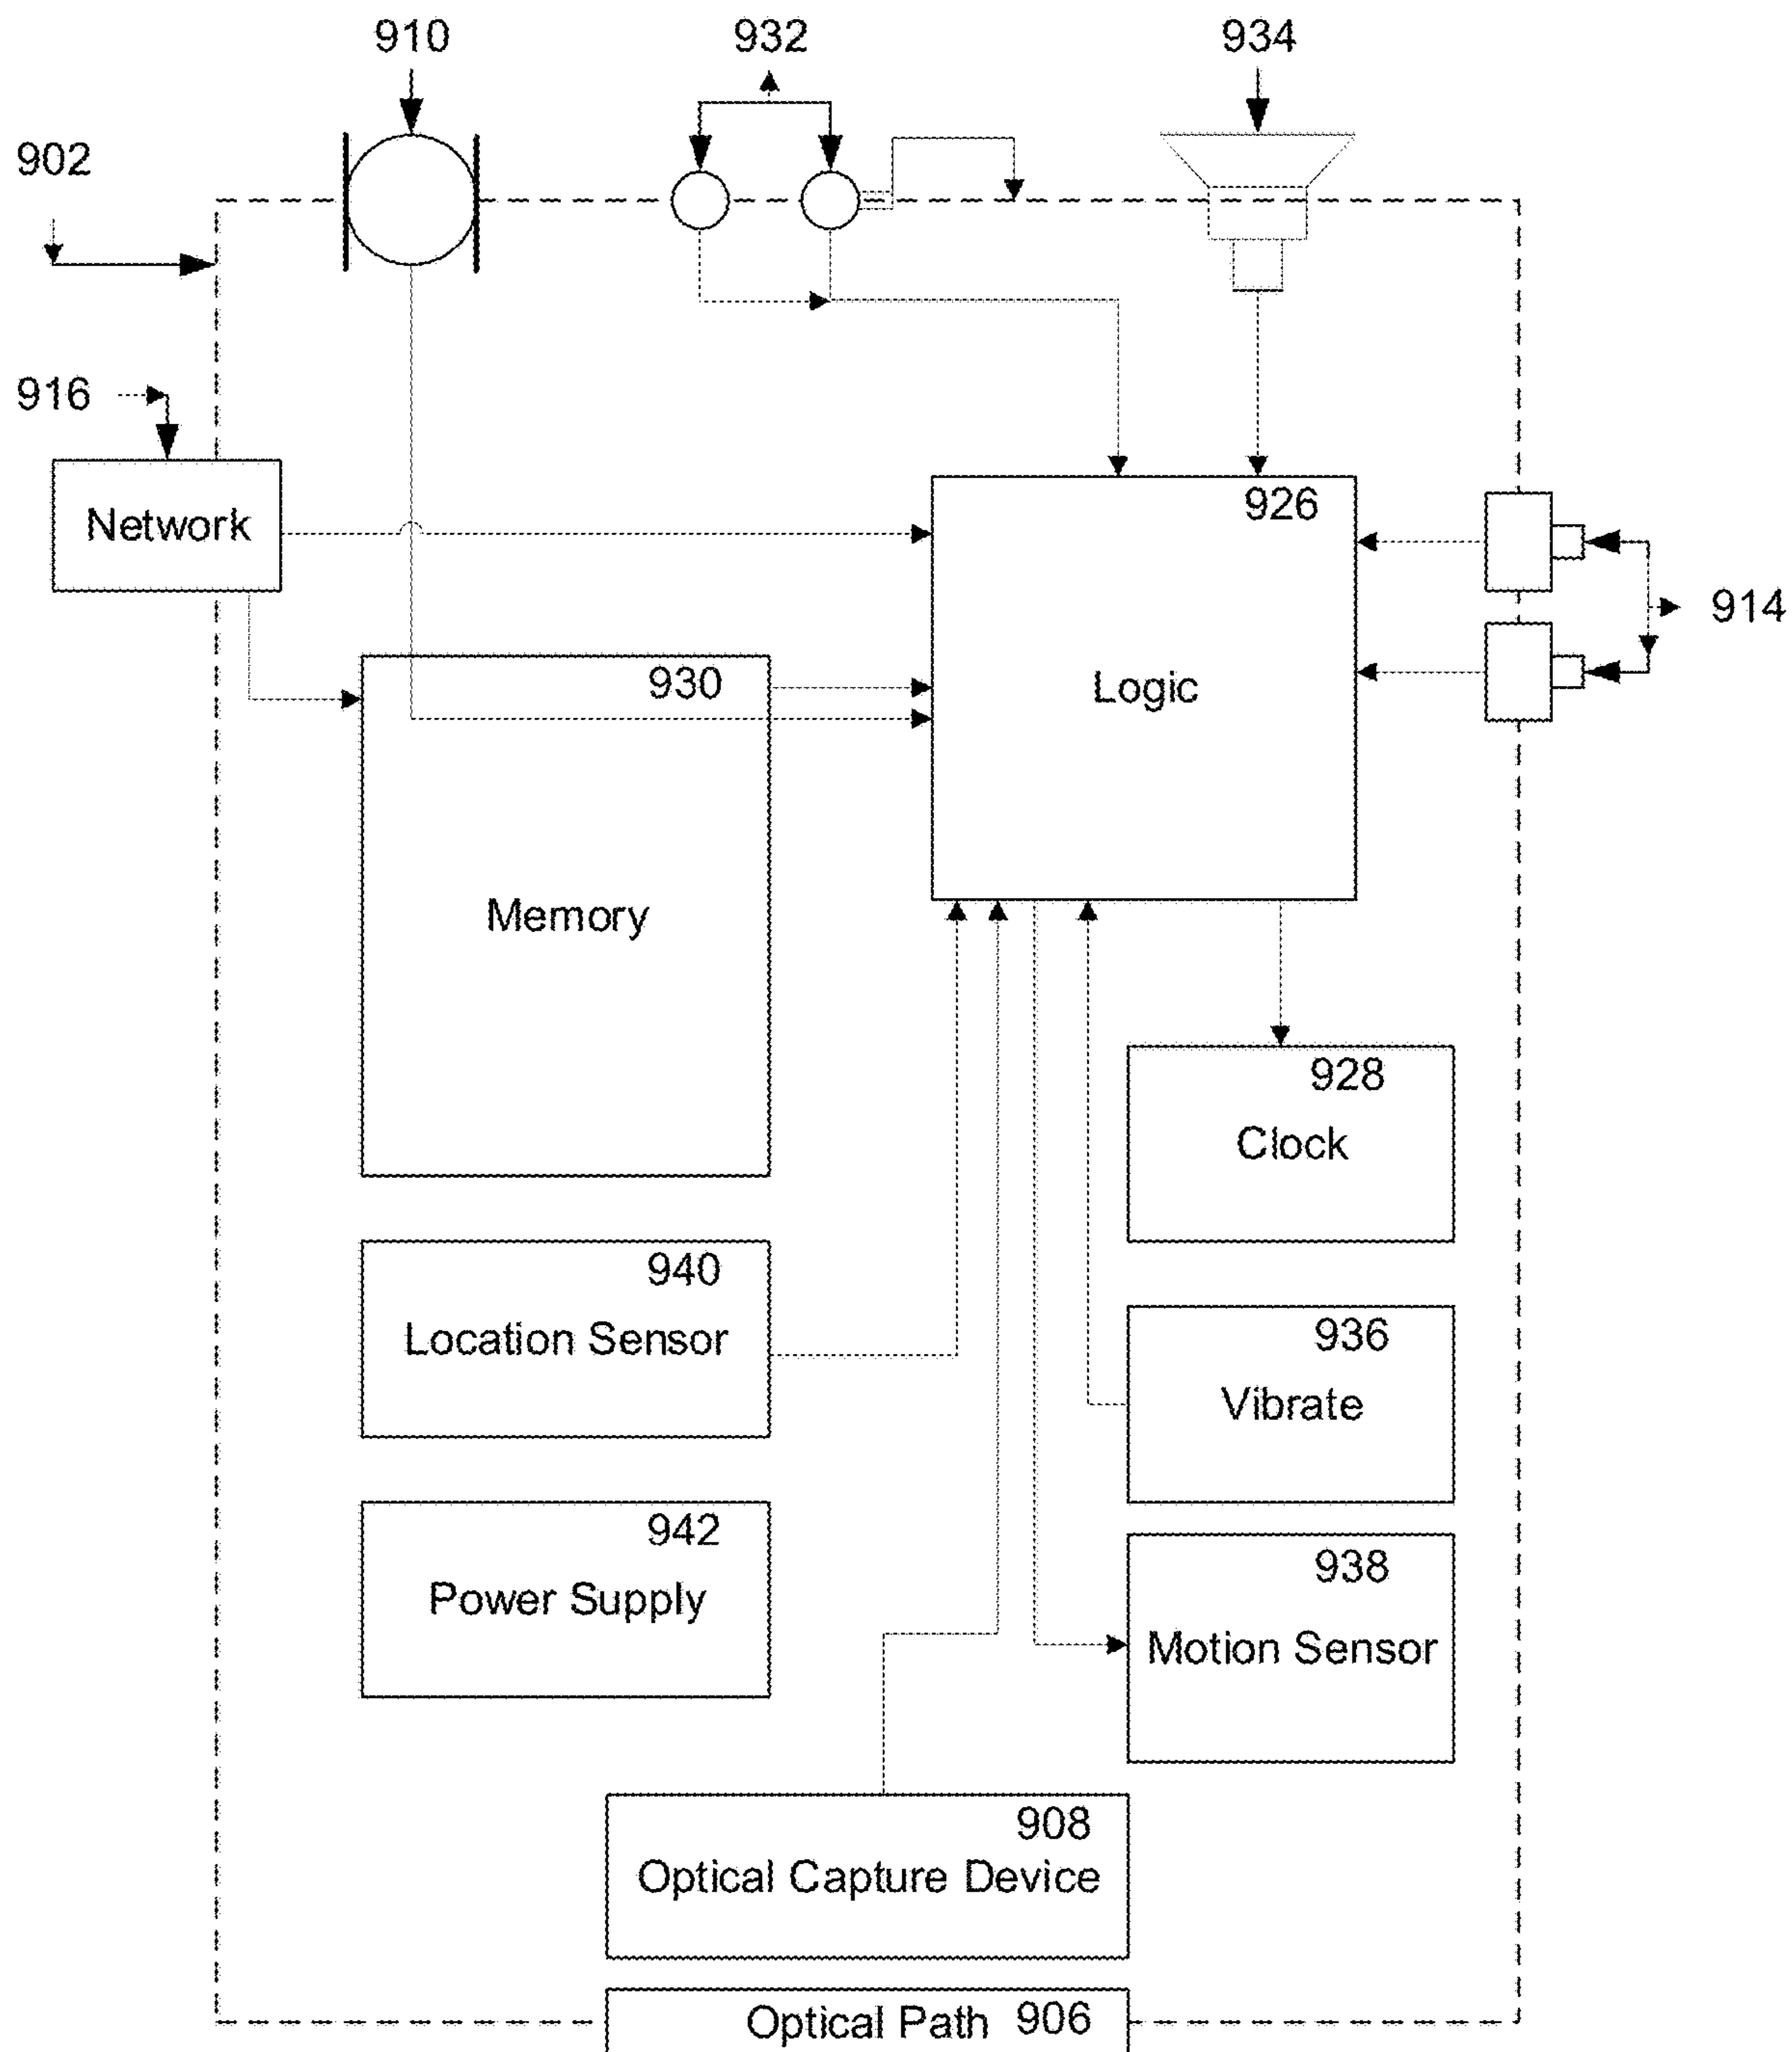 910
932
934
902
916
Network
926
914
930
Logic
Memory
928
Clock
940
Location Sensor
936
Vibrate
942
Power Supply
938
Motion Sensor
908
Optical Capture Device
Optical Path 906